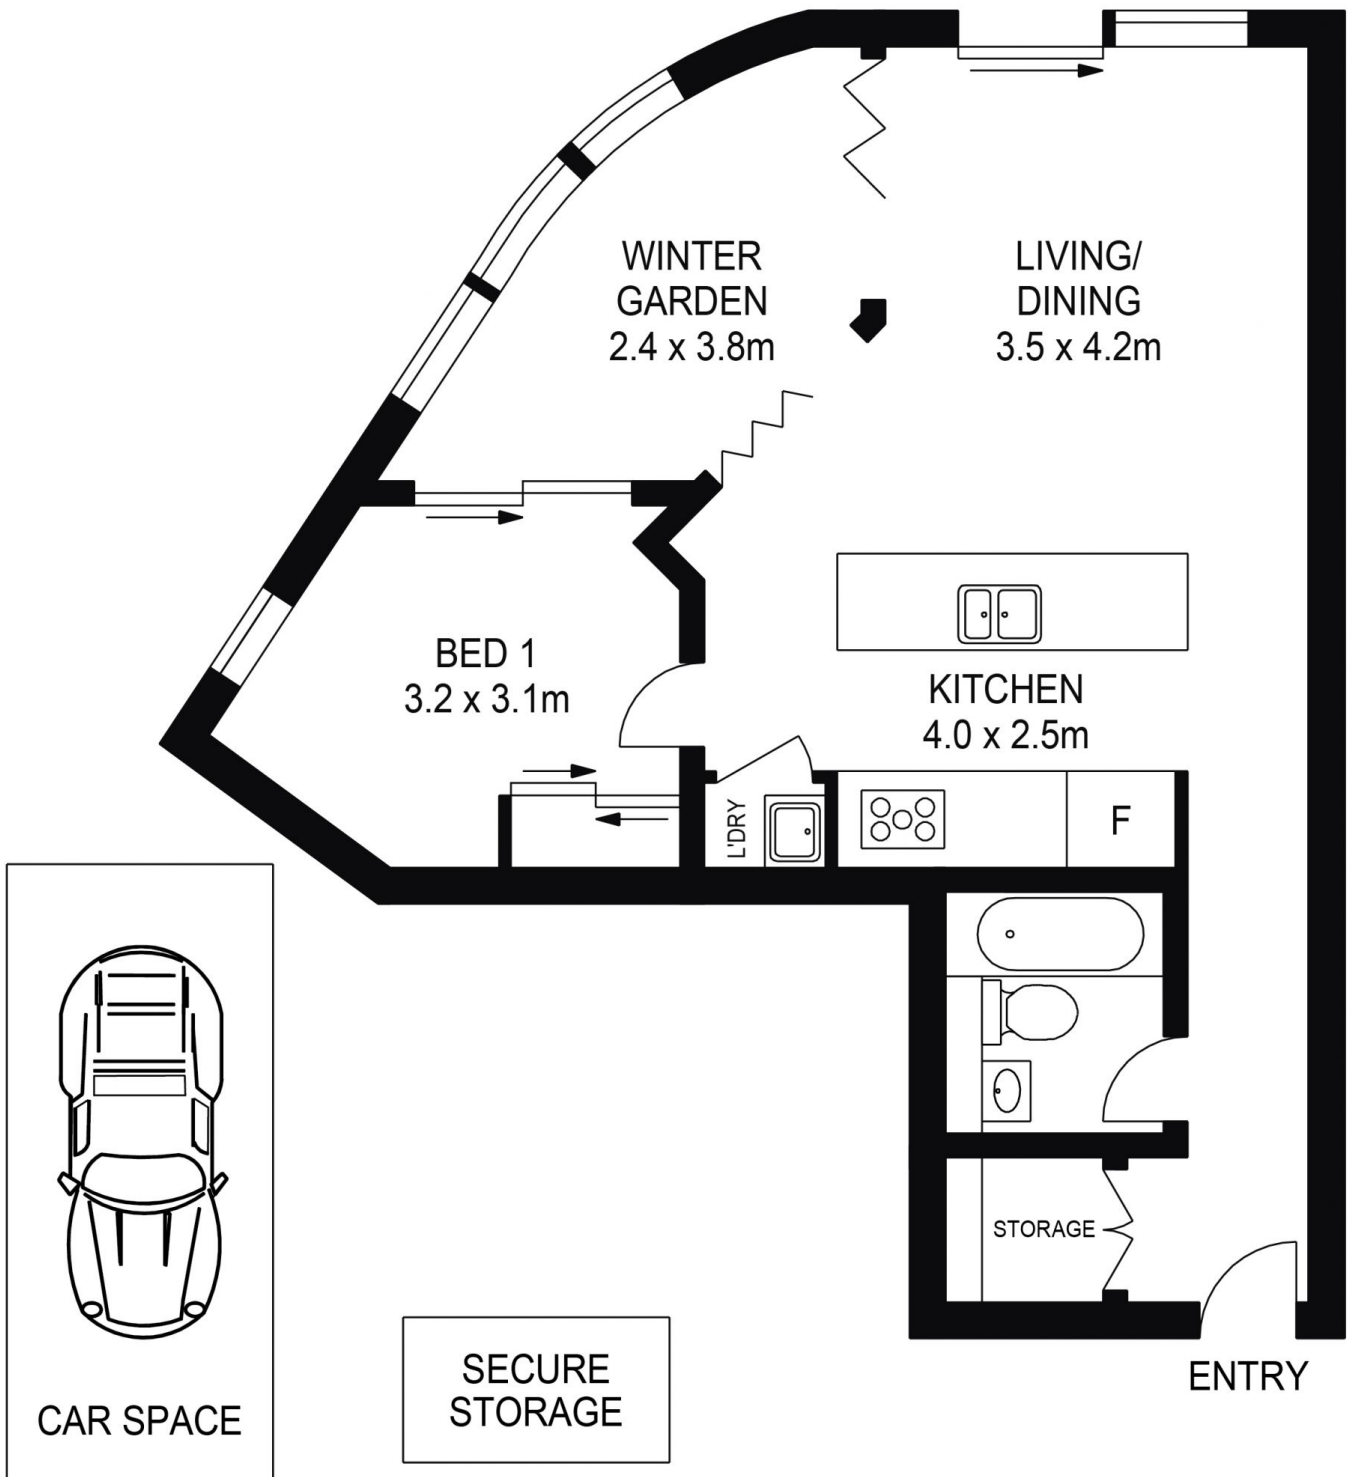 WINTER
GARDEN
2.4 x 3.8m
LIVING/
DINING
3.5 x 4.2m
BED 1
3.2 x 3.1m
KITCHEN
4.0 x 2.5m
L'DRY
F
STORAGE
ENTRY
SECURE
STORAGE
CAR SPACE